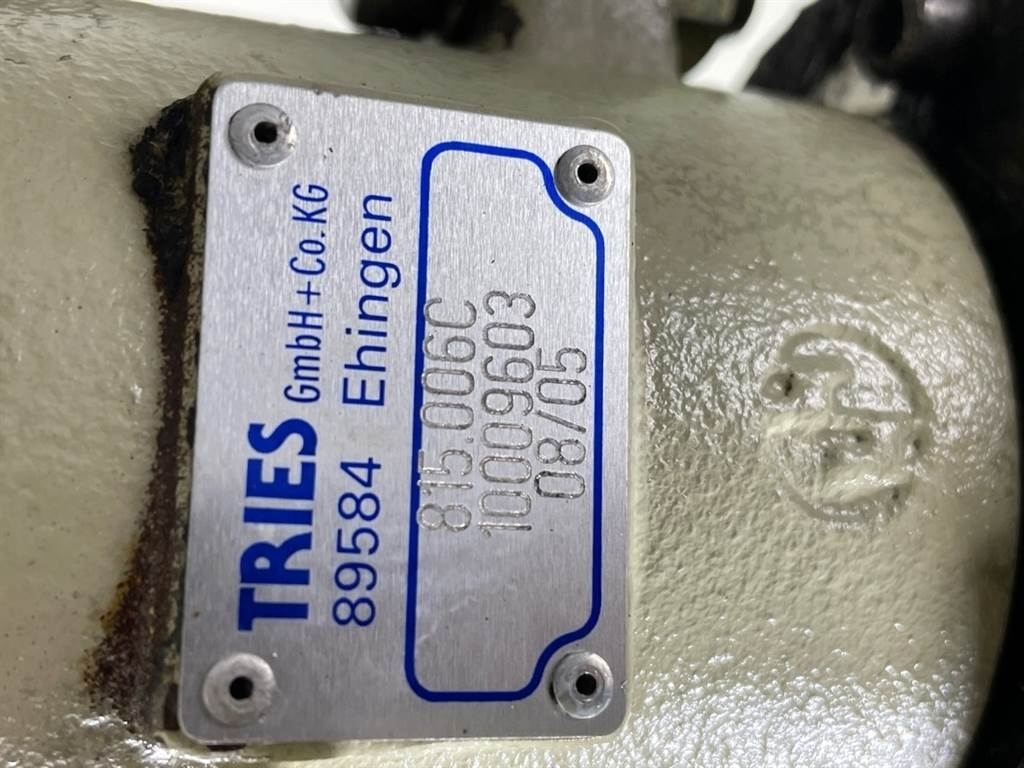 TRIES GmbH+Co.KG
89584 Ehingen
815.006C
10009603
08/05